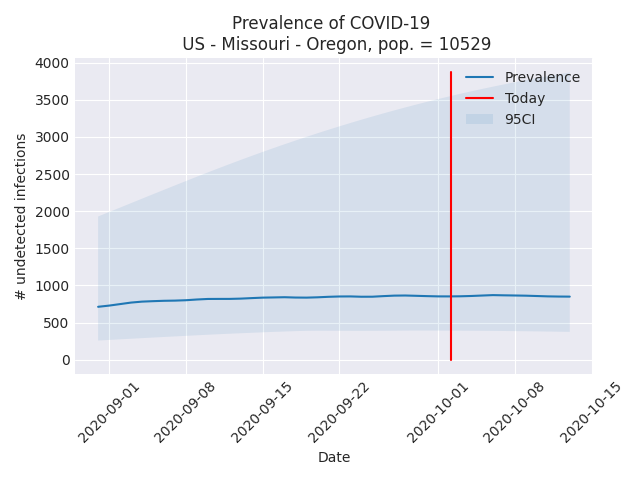 Prevalence of COVID-19
US - Missouri - Oregon, pop. = 10529
4000
3500
3000
2500
2000
1500
1000
500
0
# undetected infections
Prevalence
Today
95CI
2020-09-01
2020-09-08
2020-09-15
2020-09-22
2020-10-01
2020-10-08
2020-10-15
Date